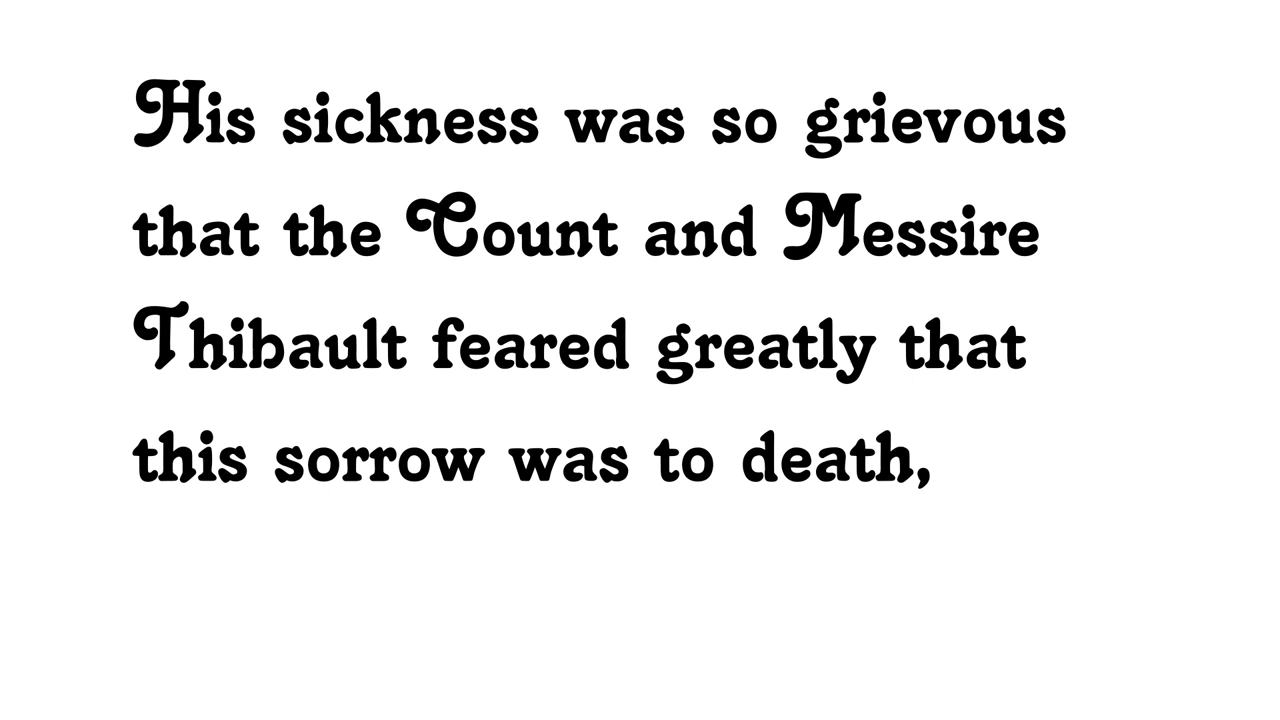 His sickness was so grievous
that the Count and Messire
Thibault feared greatly that
this sorrow was to death,